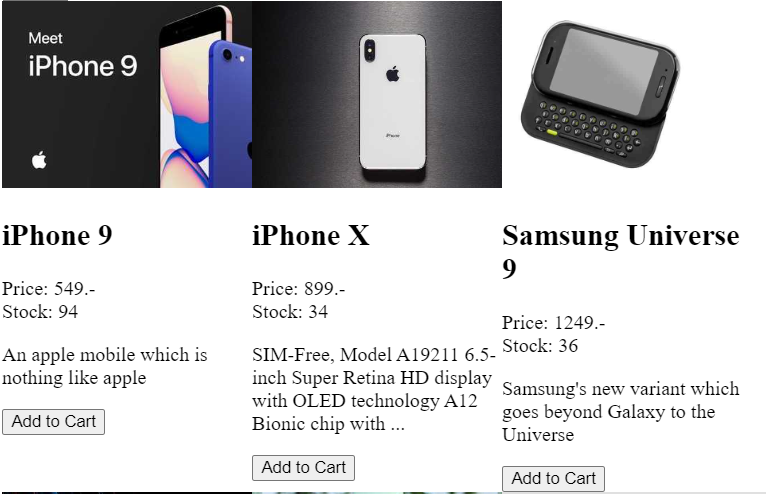 Meet
iPhone 9
iPhone
iPhone 9
Price: 549.-
Stock: 94
An apple mobile which is
nothing like apple
Add to Cart
iPhone X
Price: 899.-
Stock: 34
SIM-Free, Model A19211 6.5-
inch Super Retina HD display
with OLED technology A12
Bionic chip with ...
Add to Cart
Samsung Universe
9
Price: 1249.-
Stock: 36
Samsung's new variant which
goes beyond Galaxy to the
Universe
Add to Cart